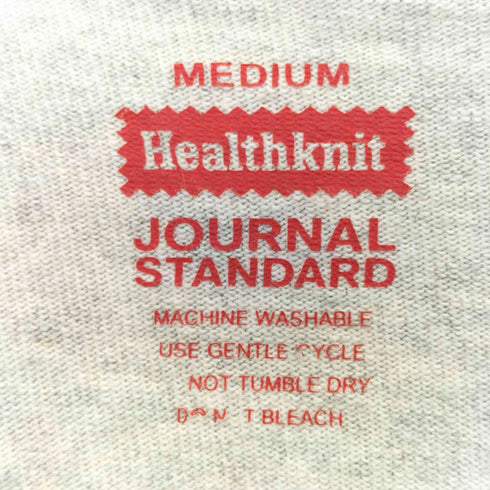 MEDIUM
Healthknit
JOURNAL
STANDARD
MACHINE WASHABLE
USE GENTLE CYCLE
NOT TUMBLE DRY
BLEACH